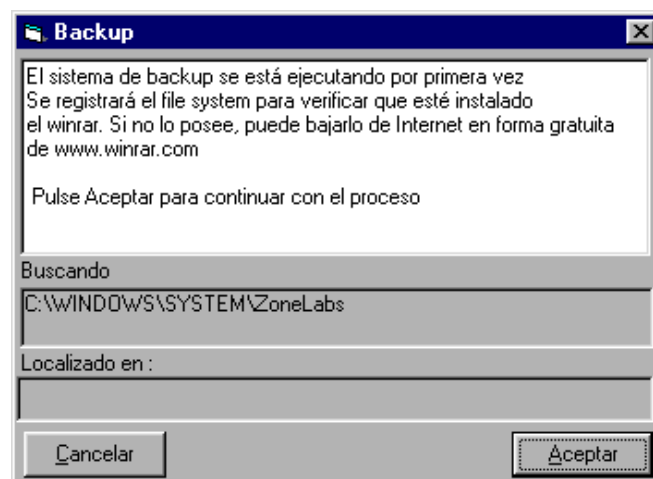 Backup
El sistema de backup se está ejecutando por primera vez
Se registrará el file system para verificar que esté instalado
el winrar. Si no lo posee, puede bajarlo de Internet en forma gratuita
de www.winrar.com
Pulse Aceptar para continuar con el proceso
Buscando
C:\WINDOWS\SYSTEM\ZoneLabs
Localizado en :
Cancelar
Aceptar